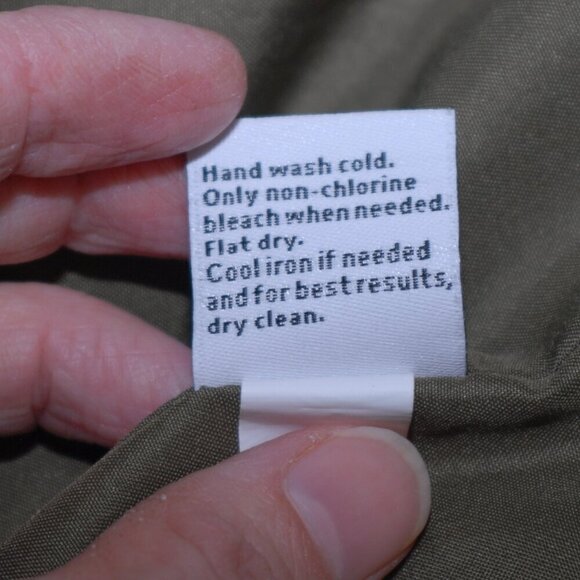 Hand wash cold.
Only non-chlorine
bleach when needed.
Flat dry.
Cool iron if needed
and for best results,
dry clean.